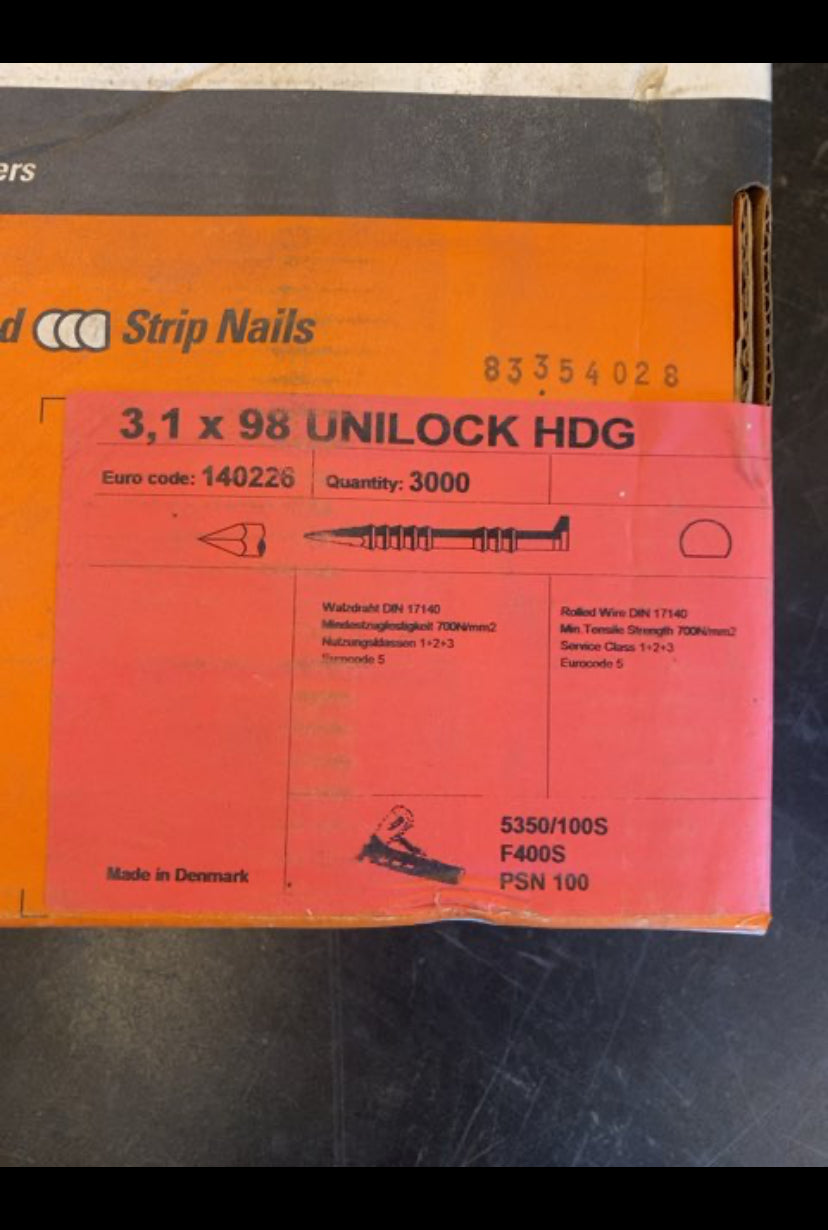 ers
d Strip Nails
83354028
3,1 x 98 UNILOCK HDG
Euro code: 140226 Quantity: 3000
Walzdraht DIN 17140
Mindestzugfestigkeit 700N/mm2
Nutzungsklassen 1+2+3
Eurocode 5
Rolled Wire DIN 17140
Min. Tensile Strength 700N/mm2
Service Class 1+2+3
Eurocode 5
5350/100S
F400S
PSN 100
Made in Denmark